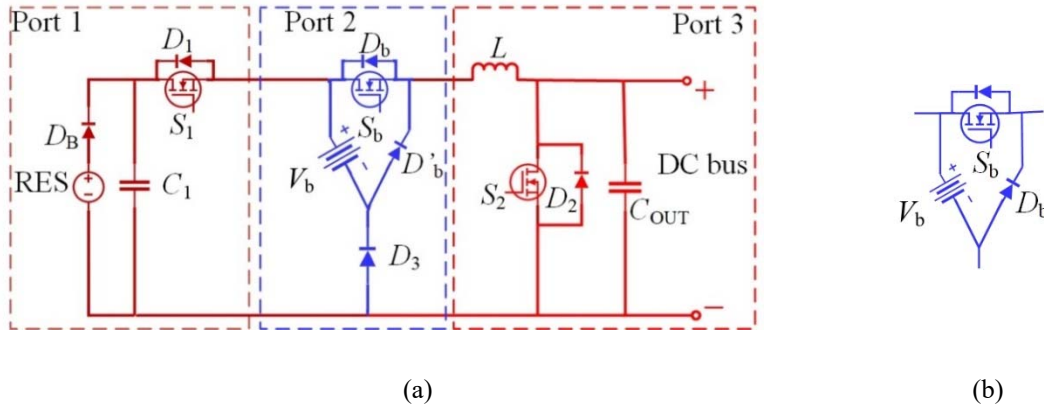 Port 1
Port 2
Port 3
D1
Db
L
+
DB
S1
Sb
+
-
D'b
DC bus
RES
+
-
C1
Vb
S2
D2
COUT
D3
−
Sb
+
-
Vb
Db
(a)
(b)